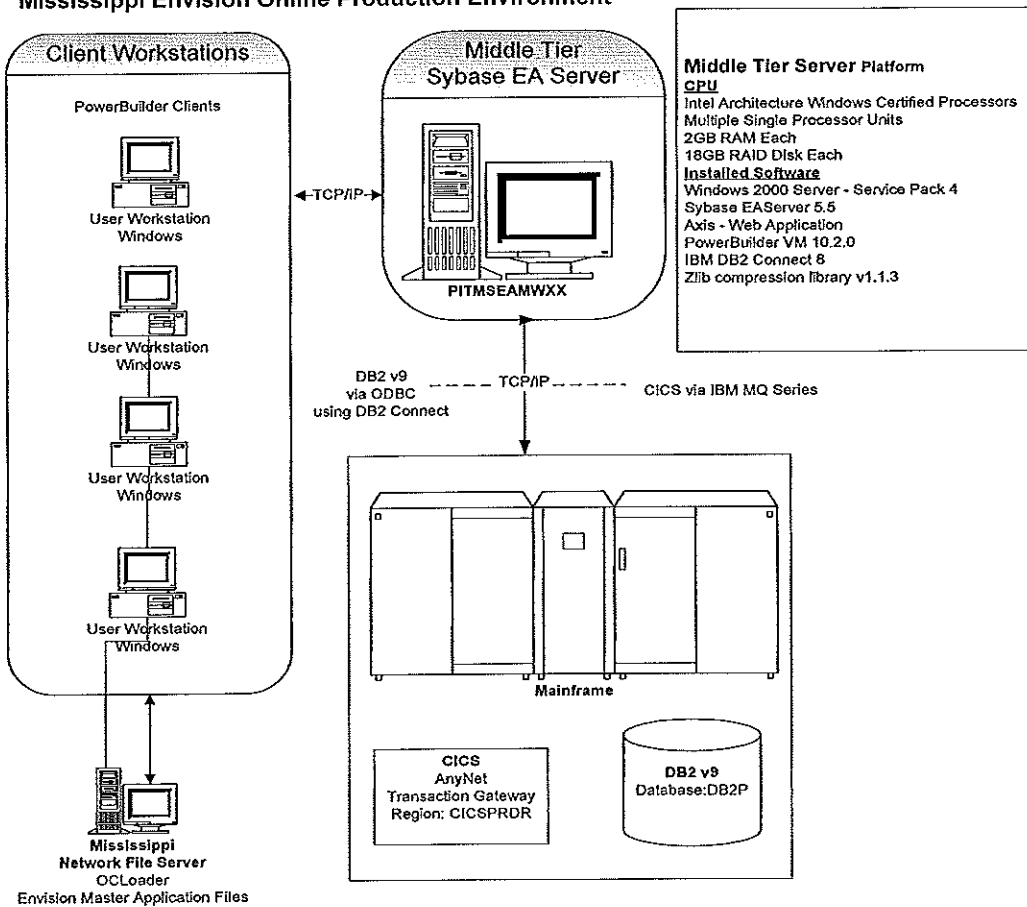 Mississippi Envision Online Production Environment
Client Workstations
PowerBuilder Clients
User Workstation
Windows
User Workstation
Windows
User Workstation
Windows
User Workstation
Windows
Mississippi
Network File Server
OCLoader
Envision Master Application Files
TCP/IP
Middle Tier
Sybase EA Server
PITMSEAMWXX
Middle Tier Server Platform
CPU
Intel Architecture Windows Certified Processors
Multiple Single Processor Units
2GB RAM Each
18GB RAID Disk Each
Installed Software
Windows 2000 Server - Service Pack 4
Sybase EAServer 5.5
Axis - Web Application
PowerBuilder VM 10.2.0
IBM DB2 Connect 8
Zlib compression library v1.1.3
DB2 v9
via ODBC
using DB2 Connect
TCP/IP
CICS via IBM MQ Series
Mainframe
CICS
AnyNet
Transaction Gateway
Region: CICSPRDR
DB2 v9
Database:DB2P